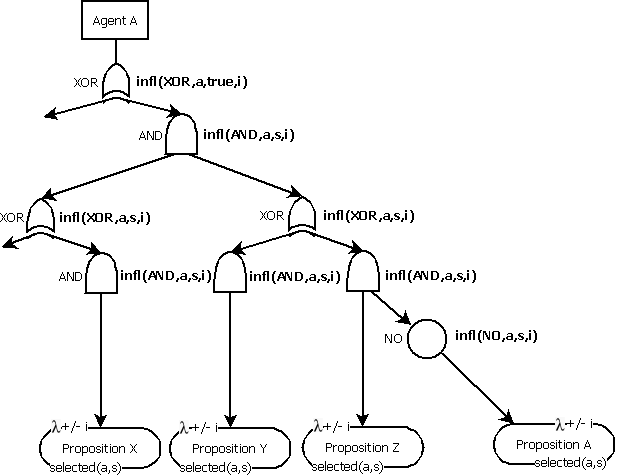 Agent A
XOR infl(XOR,a,true,i)
AND infl(AND,a,s,i)
XOR infl(XOR,a,s,i) XOR infl(XOR,a,s,i)
AND infl(AND,a,s,i) infl(AND,a,s,i) infl(AND,a,s,i)
NO infl(NO,a,s,i)
λ+/- i λ+/- i λ+/- i λ+/- i
Proposition X Proposition Y Proposition Z Proposition A
selected(a,s) selected(a,s) selected(a,s) selected(a,s)